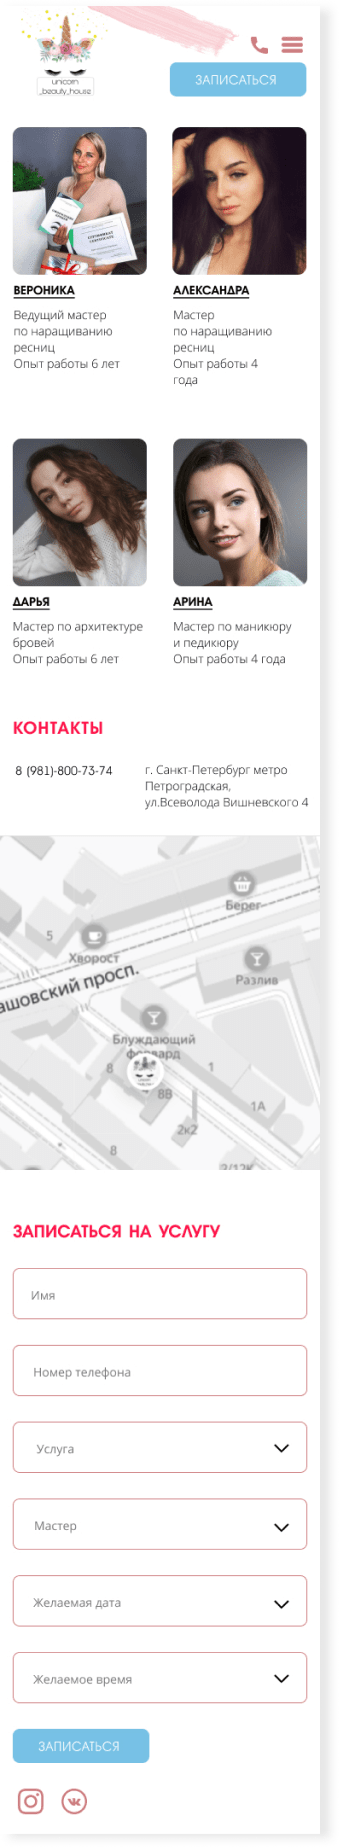 unicorn
_beauty_house
ЗАПИСАТЬСЯ
ВЕРОНИКА
Ведущий мастер
по наращиванию
ресниц
Опыт работы 6 лет
АЛЕКСАНДРА
Мастер
по наращиванию
ресниц
Опыт работы 4
года
ДАРЬЯ
Мастер по архитектуре
бровей
Опыт работы 6 лет
АРИНА
Мастер по маникюру
и педикюру
Опыт работы 4 года
КОНТАКТЫ
8 (981)-800-73-74
г. Санкт-Петербург метро
Петроградская,
ул.Всеволода Вишневского 4
Берег
5
Хворост
ашовский просп.
Разлив
Блуждающий
форвард
8
1
8В
1А
2к2
8
3/12К
ЗАПИСАТЬСЯ НА УСЛУГУ
Имя
Номер телефона
Услуга
Мастер
Желаемая дата
Желаемое время
ЗАПИСАТЬСЯ